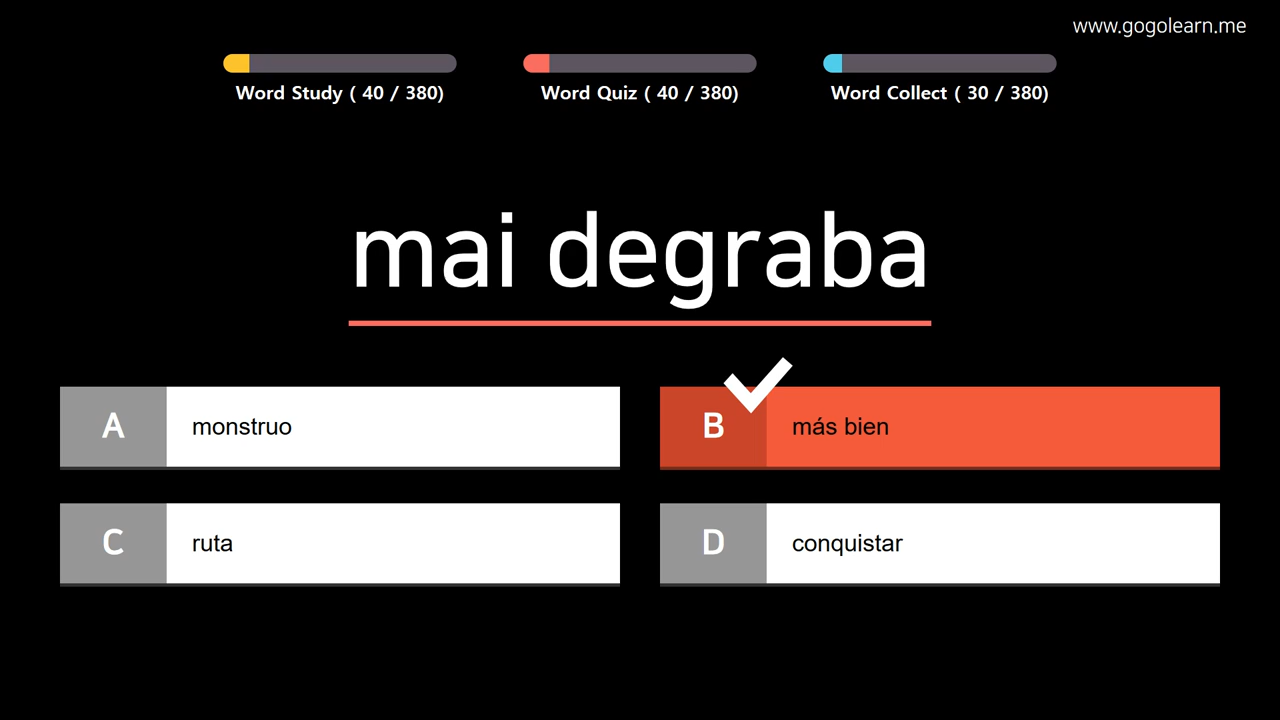 www.gogolearn.me
Word Study ( 40 / 380)
Word Quiz ( 40 / 380)
Word Collect ( 30 / 380)
mai degraba
A monstruo
B más bien
C ruta
D conquistar